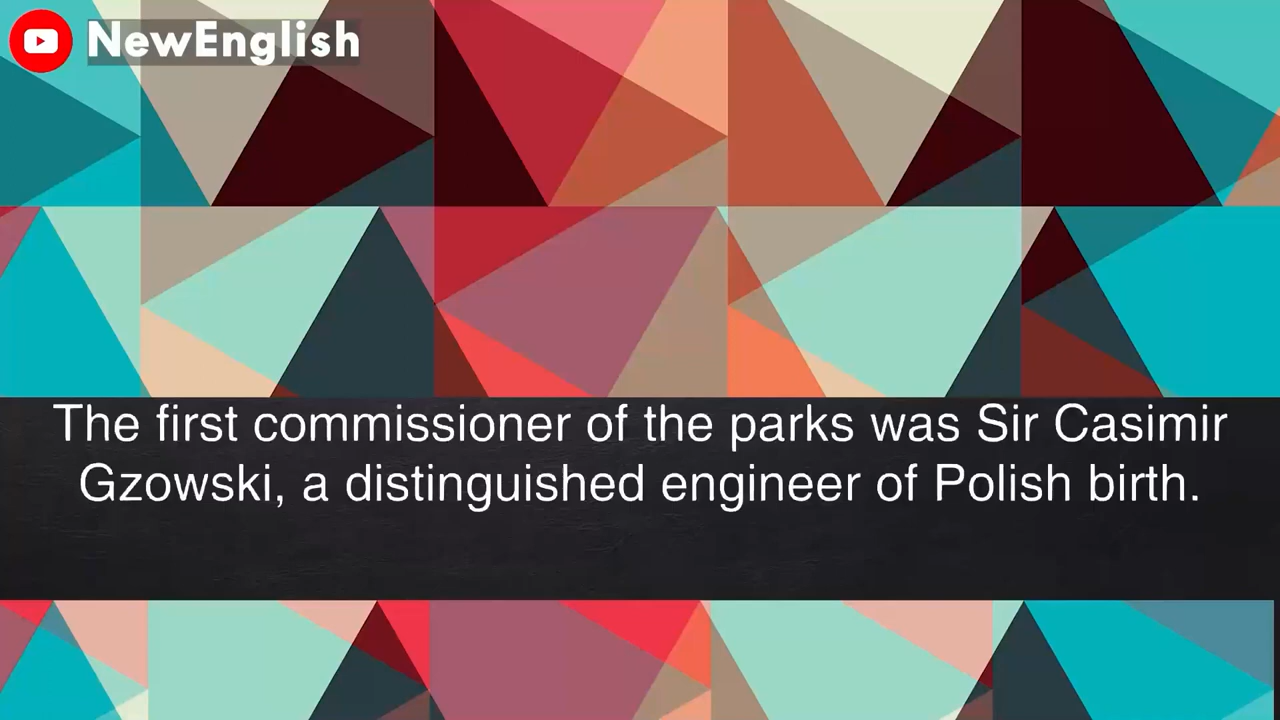 NewEnglish
The first commissioner of the parks was Sir Casimir
Gzowski, a distinguished engineer of Polish birth.